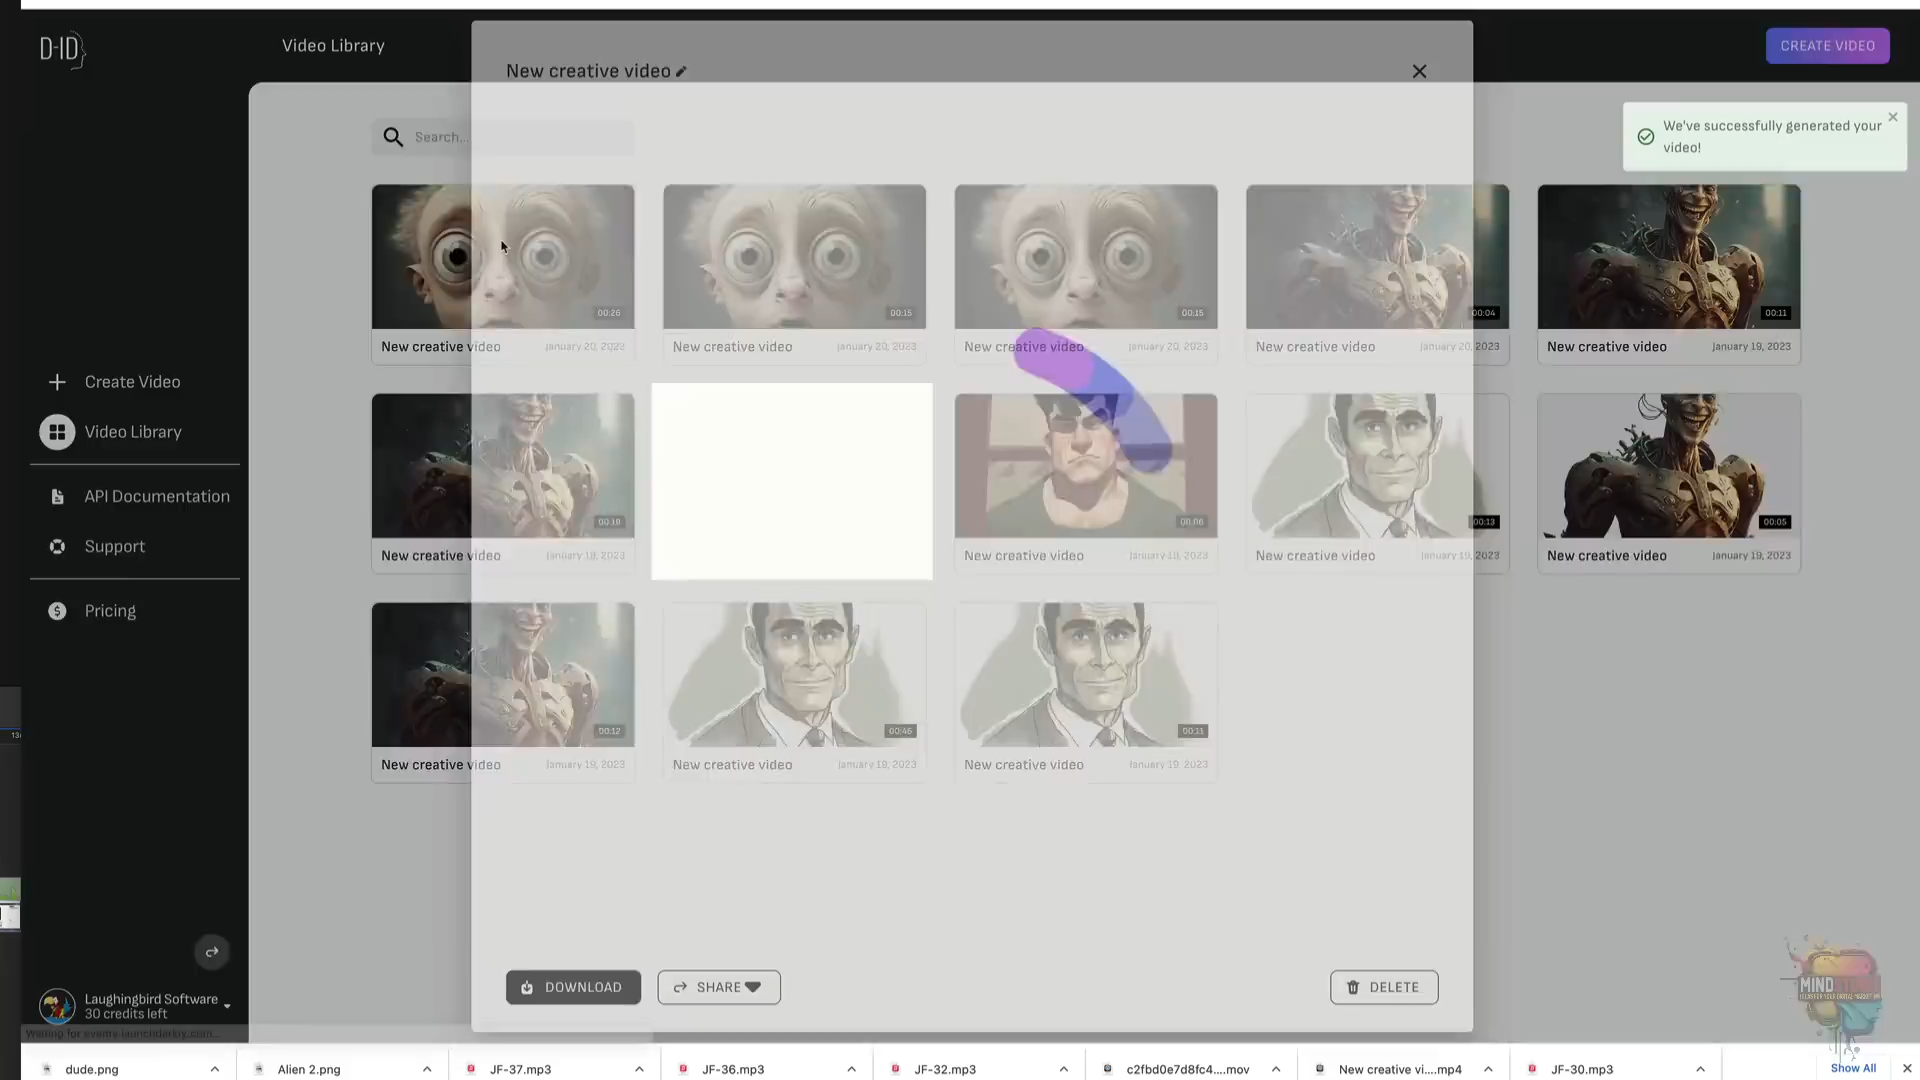 D-ID
Video Library
CREATE VIDEO
New creative video
We've successfully generated your
video!
Search...
00:26
00:15
00:15
00:04
00:11
New creative video January 20, 2023
New creative video January 20, 2023
New creative video January 20, 2023
New creative video January 20, 2023
New creative video January 19, 2023
Create Video
Video Library
API Documentation
Support
Pricing
00:19
00:06
00:13
00:05
New creative video January 19, 2023
New creative video January 19, 2023
New creative video January 19, 2023
New creative video January 19, 2023
00:12
00:46
00:11
New creative video January 19, 2023
New creative video January 19, 2023
New creative video January 19, 2023
DOWNLOAD
SHARE
DELETE
Laughingbird Software
30 credits left
Waiting for events.launchdarkly.com...
dude.png
Alien 2.png
JF-37.mp3
JF-36.mp3
JF-32.mp3
c2fbd0e7d8fc4....mov
New creative vi....mp4
JF-30.mp3
Show All